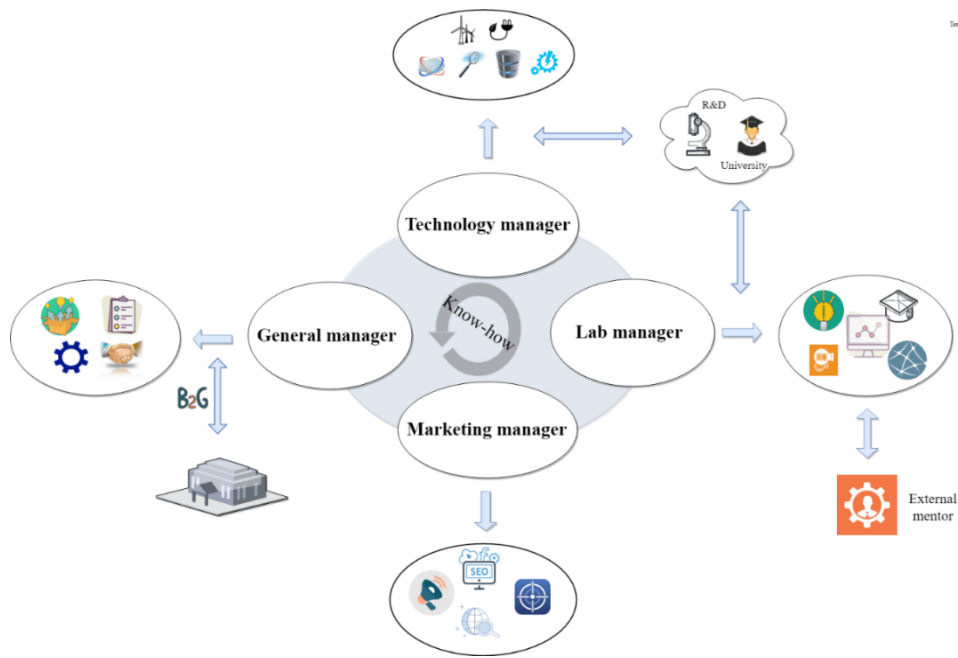 R&D
University
Technology manager
General manager
Know-how
Lab manager
B2G
Marketing manager
External
mentor
SEO